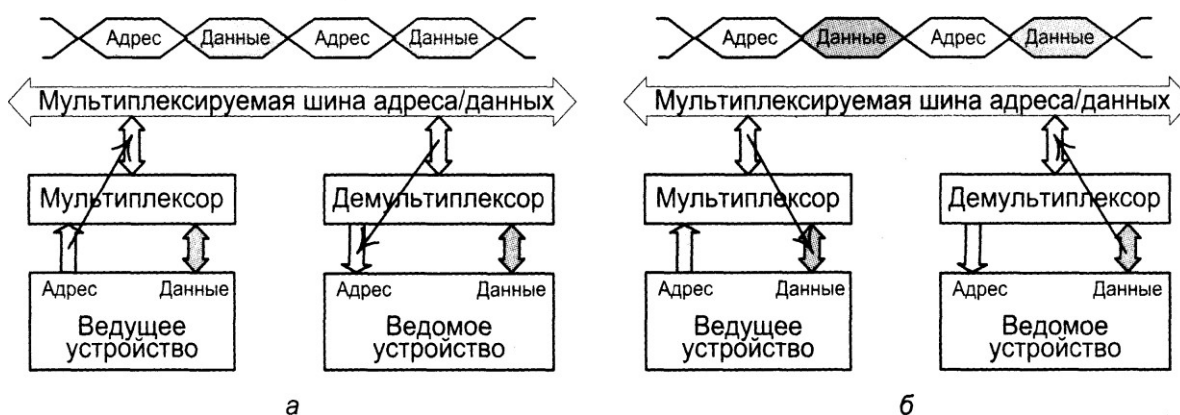 Адрес Данные Адрес Данные
Мультиплексируемая шина адреса/данных
Мультиплексор Демультиплексор
Адрес Данные Адрес Данные
Ведущее устройство Ведомое устройство
а
Адрес Данные Адрес Данные
Мультиплексируемая шина адреса/данных
Мультиплексор Демультиплексор
Адрес Данные Адрес Данные
Ведущее устройство Ведомое устройство
б